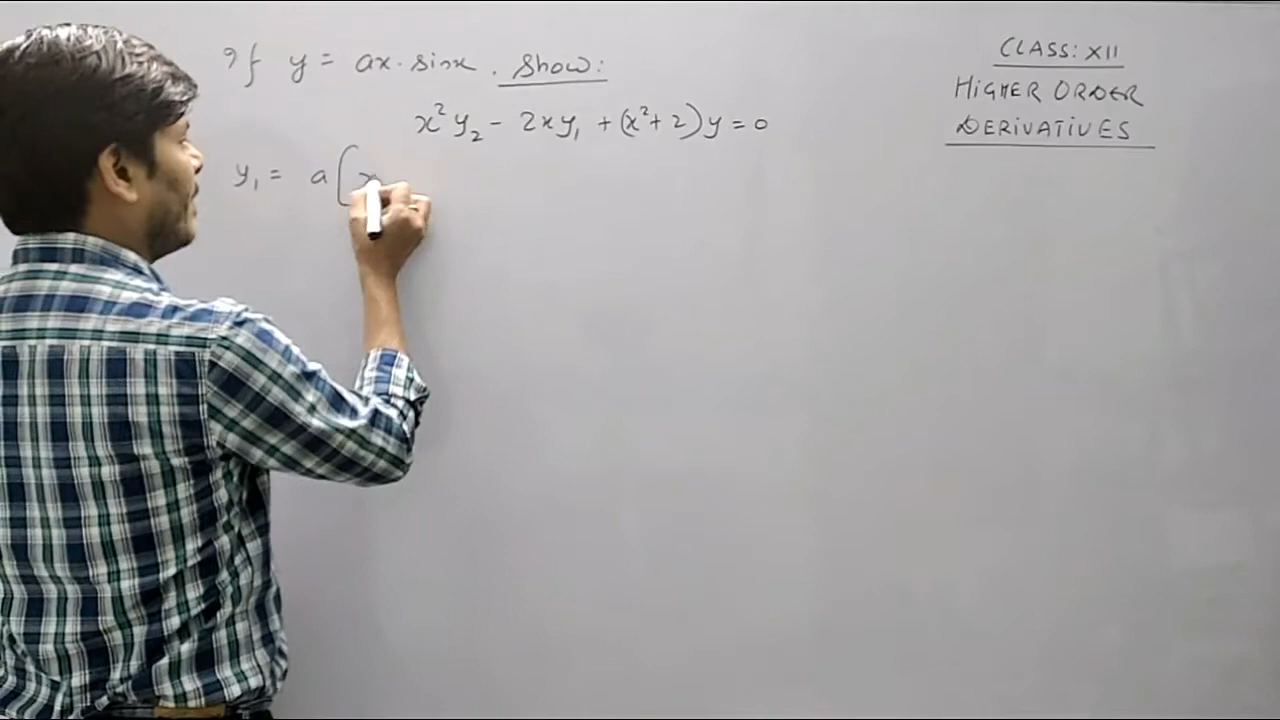 If y = ax·sinx. Show:
x²y₂ - 2xy₁ + (x²+2)y = 0
y₁ = a[x
CLASS: XII
HIGHER ORDER
DERIVATIVES